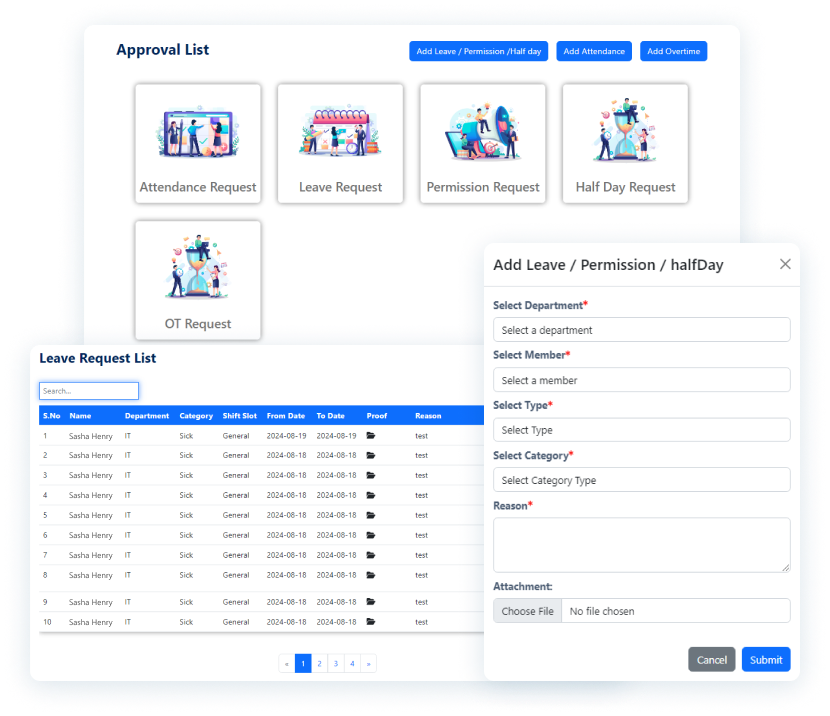 Approval List
Add Leave / Permission /Half day
Add Attendance
Add Overtime
Attendance Request
Leave Request
Permission Request
Half Day Request
OT Request
Leave Request List
Search...
S.No Name Department Category Shift Slot From Date To Date Proof Reason
1 Sasha Henry IT Sick General 2024-08-19 2024-08-19 test
2 Sasha Henry IT Sick General 2024-08-18 2024-08-18 test
3 Sasha Henry IT Sick General 2024-08-18 2024-08-18 test
4 Sasha Henry IT Sick General 2024-08-18 2024-08-18 test
5 Sasha Henry IT Sick General 2024-08-18 2024-08-18 test
6 Sasha Henry IT Sick General 2024-08-18 2024-08-18 test
7 Sasha Henry IT Sick General 2024-08-18 2024-08-18 test
8 Sasha Henry IT Sick General 2024-08-18 2024-08-18 test
9 Sasha Henry IT Sick General 2024-08-18 2024-08-18 test
10 Sasha Henry IT Sick General 2024-08-18 2024-08-18 test
« 1 2 3 4 »
Add Leave / Permission / halfDay
Select Department*
Select a department
Select Member*
Select a member
Select Type*
Select Type
Select Category*
Select Category Type
Reason*
Attachment:
Choose File No file chosen
Cancel
Submit